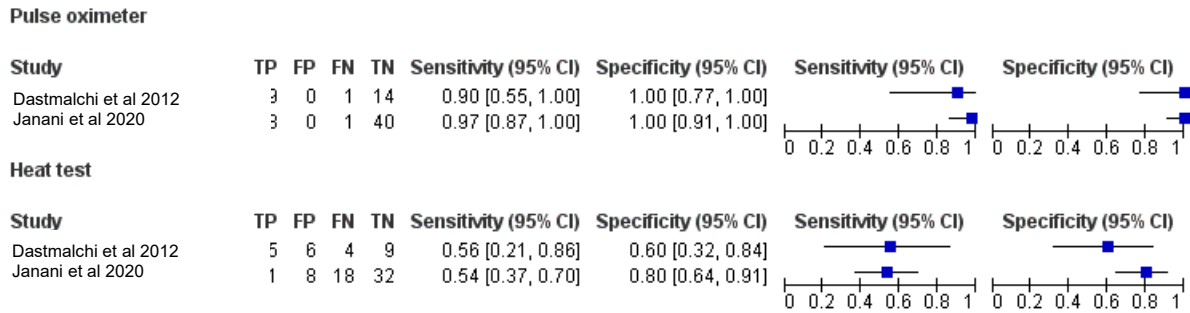 Pulse oximeter
Study TP FP FN TN Sensitivity (95% CI) Specificity (95% CI) Sensitivity (95% CI) Specificity (95% CI)
Dastmalchi et al 2012 9 0 1 14 0.90 [0.55, 1.00] 1.00 [0.77, 1.00]
Janani et al 2020 0 1 40 0.97 [0.87, 1.00] 1.00 [0.91, 1.00]
0 0.2 0.4 0.6 0.8 1 0 0.2 0.4 0.6 0.8 1
Heat test
Study TP FP FN TN Sensitivity (95% CI) Specificity (95% CI) Sensitivity (95% CI) Specificity (95% CI)
Dastmalchi et al 2012 5 6 4 9 0.56 [0.21, 0.86] 0.60 [0.32, 0.84]
Janani et al 2020 1 8 18 32 0.54 [0.37, 0.70] 0.80 [0.64, 0.91]
0 0.2 0.4 0.6 0.8 1 0 0.2 0.4 0.6 0.8 1